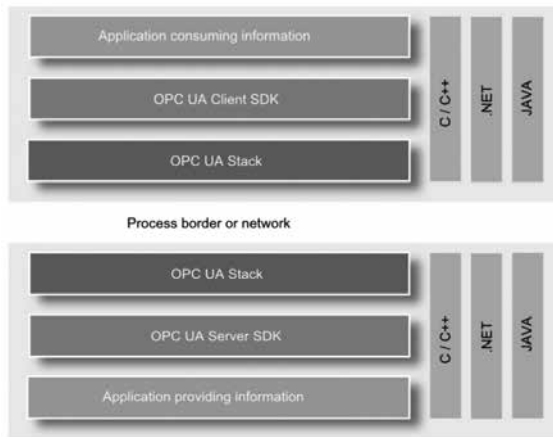 Application consuming information
OPC UA Client SDK
OPC UA Stack
C / C++
.NET
JAVA
Process border or network
OPC UA Stack
OPC UA Server SDK
Application providing information
C / C++
.NET
JAVA